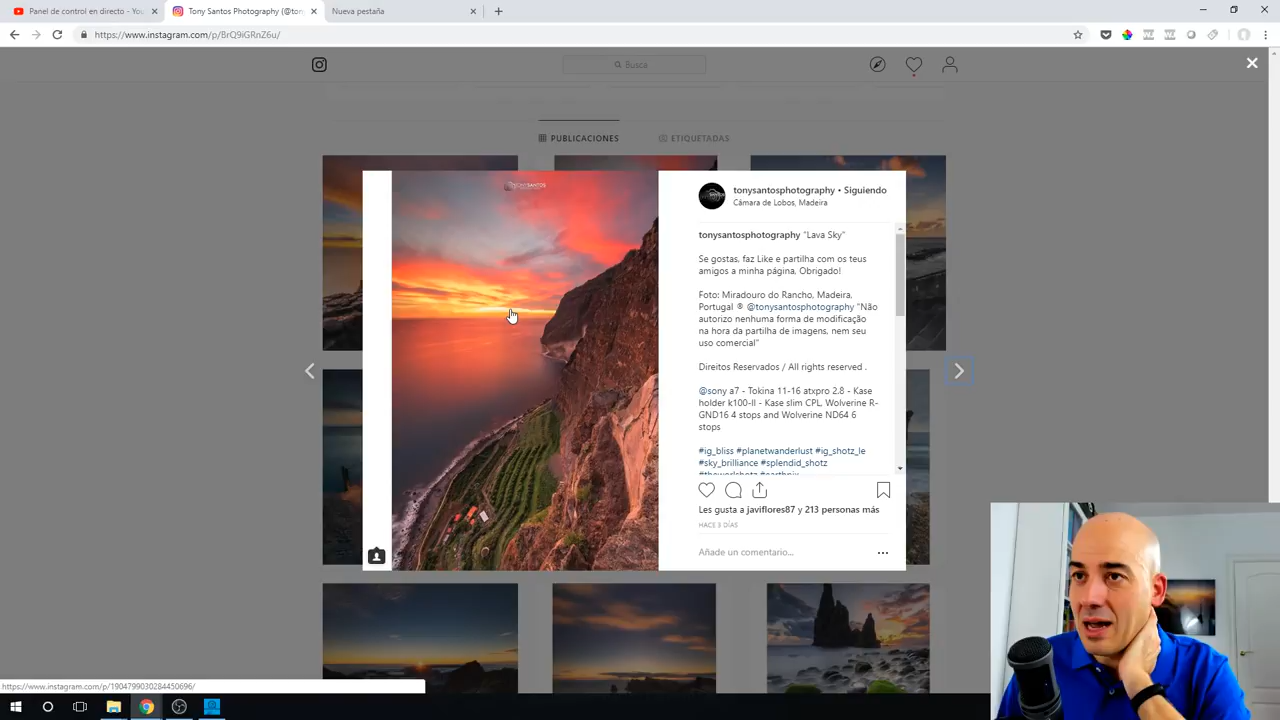 Panel de control en directo - You
Tony Santos Photography (@ton
Nueva pestaña
https://www.instagram.com/p/BrQ9iGRnZ6u/
Busca
PUBLICACIONES
ETIQUETADAS
TONYSANTOS
tonysantosphotography • Siguiendo
Câmara de Lobos, Madeira
tonysantosphotography "Lava Sky"
Se gostas, faz Like e partilha com os teus
amigos a minha página, Obrigado!
Foto: Miradouro do Rancho, Madeira,
Portugal ® @tonysantosphotography "Não
autorizo nenhuma forma de modificação
na hora da partilha de imagens, nem seu
uso comercial"
Direitos Reservados / All rights reserved .
@sony a7 - Tokina 11-16 atxpro 2.8 - Kase
holder k100-II - Kase slim CPL, Wolverine R-
GND16 4 stops and Wolverine ND64 6
stops
#ig_bliss #planetwanderlust #ig_shotz_le
#sky_brilliance #splendid_shotz
#theworldshotz #earthpix
Les gusta a javiflores87 y 213 personas más
HACE 3 DÍAS
Añade un comentario...
https://www.instagram.com/p/1904799030284450696/